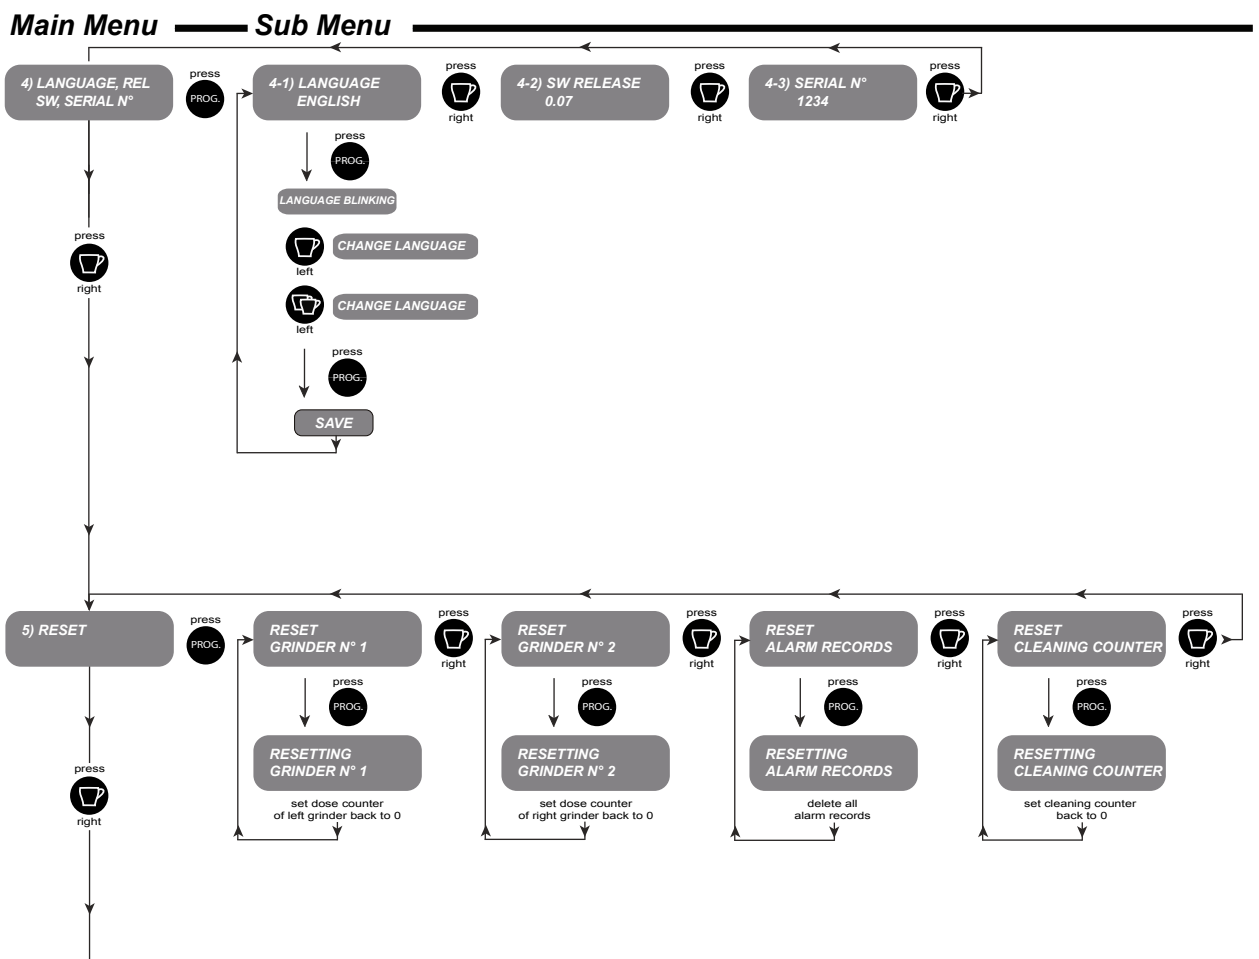 Main Menu Sub Menu
press press press press
4) LANGUAGE, REL
SW, SERIAL N°
PROG.
4-1) LANGUAGE
ENGLISH
right
4-2) SW RELEASE
0.07
right
4-3) SERIAL N°
1234
right
press
PROG.
LANGUAGE BLINKING
press
right
CHANGE LANGUAGE
left
CHANGE LANGUAGE
left
press
PROG.
SAVE
5) RESET
press
PROG.
RESET
GRINDER N° 1
press
right
RESET
GRINDER N° 2
press
right
RESET
ALARM RECORDS
press
right
RESET
CLEANING COUNTER
press
right
press
PROG.
press
PROG.
press
PROG.
press
PROG.
RESETTING
GRINDER N° 1
RESETTING
GRINDER N° 2
RESETTING
ALARM RECORDS
RESETTING
CLEANING COUNTER
press
right
set dose counter
of left grinder back to 0
set dose counter
of right grinder back to 0
delete all
alarm records
set cleaning counter
back to 0